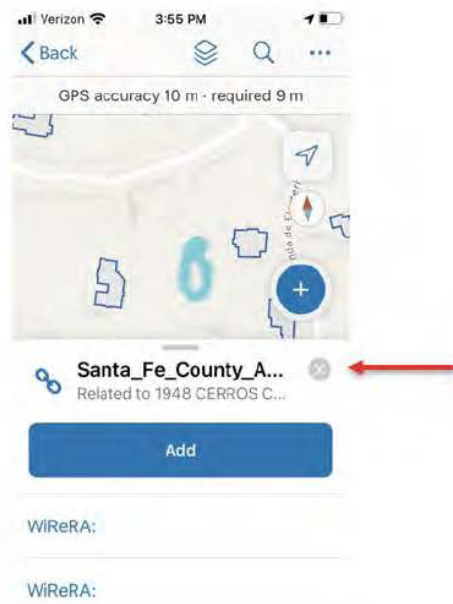 Verizon 3:55 PM
Back
GPS accuracy 10 m · required 9 m
Santa_Fe_County_A...
Related to 1948 CERROS C...
Add
WiReRA:
WiReRA: